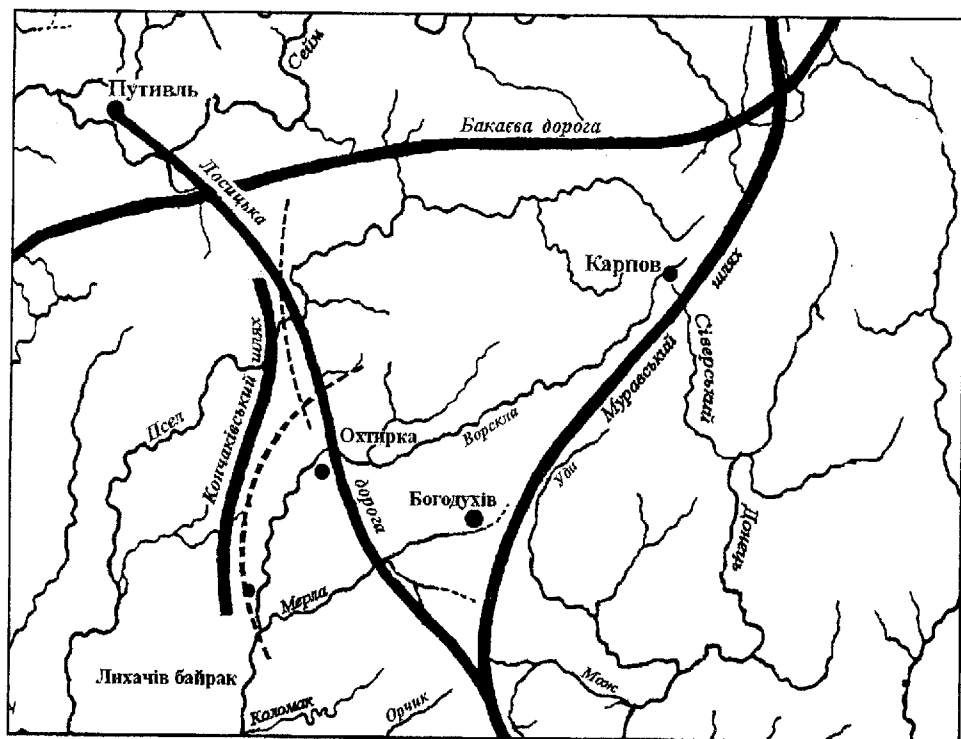 Сейм
Путивль
Бакаєва дорога
Лосицька
Карпов
шлях
Сіверський
Муравський
Кончаківський шлях
Псел
Охтирка
Ворскла
Уди
Богодухів
дорога
Донець
Мерла
Лихачів байрак
Мож
Коломак
Орчик